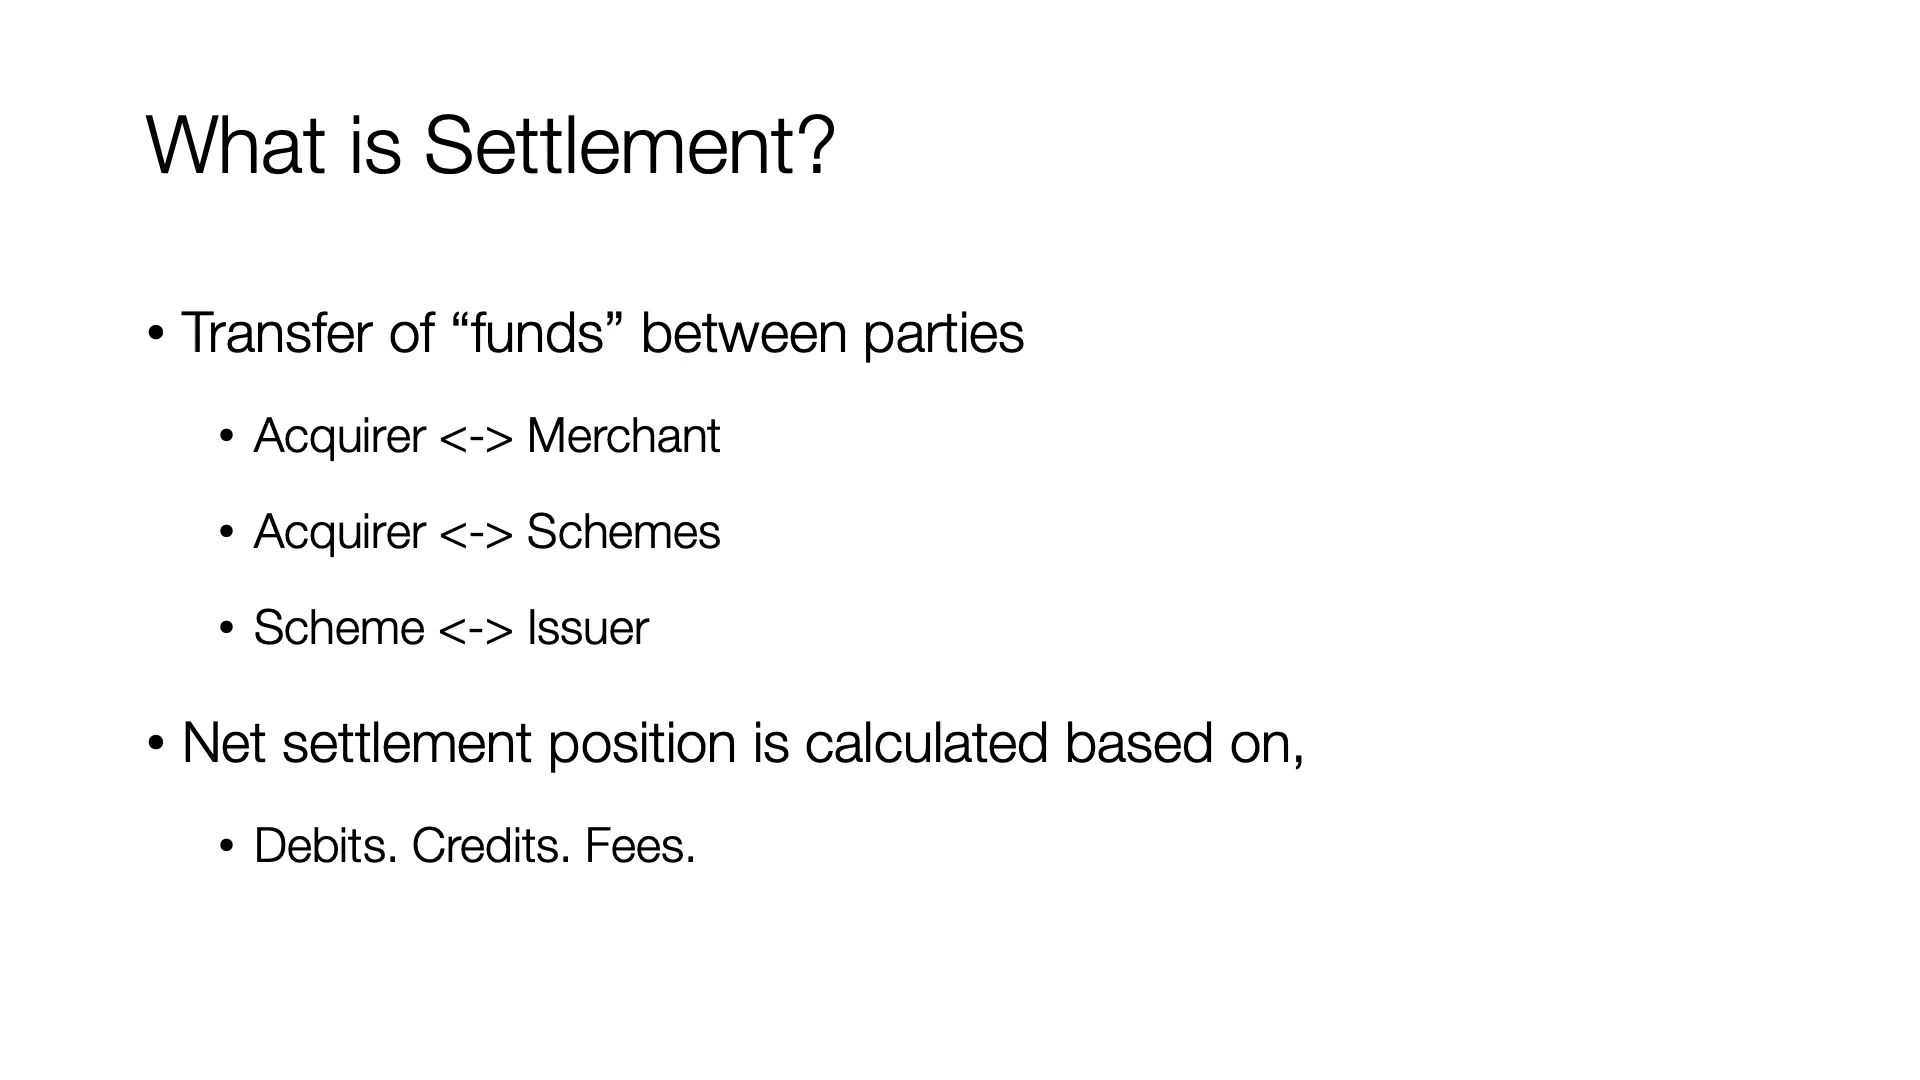 What is Settlement?
• Transfer of “funds” between parties
• Acquirer <-> Merchant
• Acquirer <-> Schemes
• Scheme <-> Issuer
• Net settlement position is calculated based on,
• Debits. Credits. Fees.